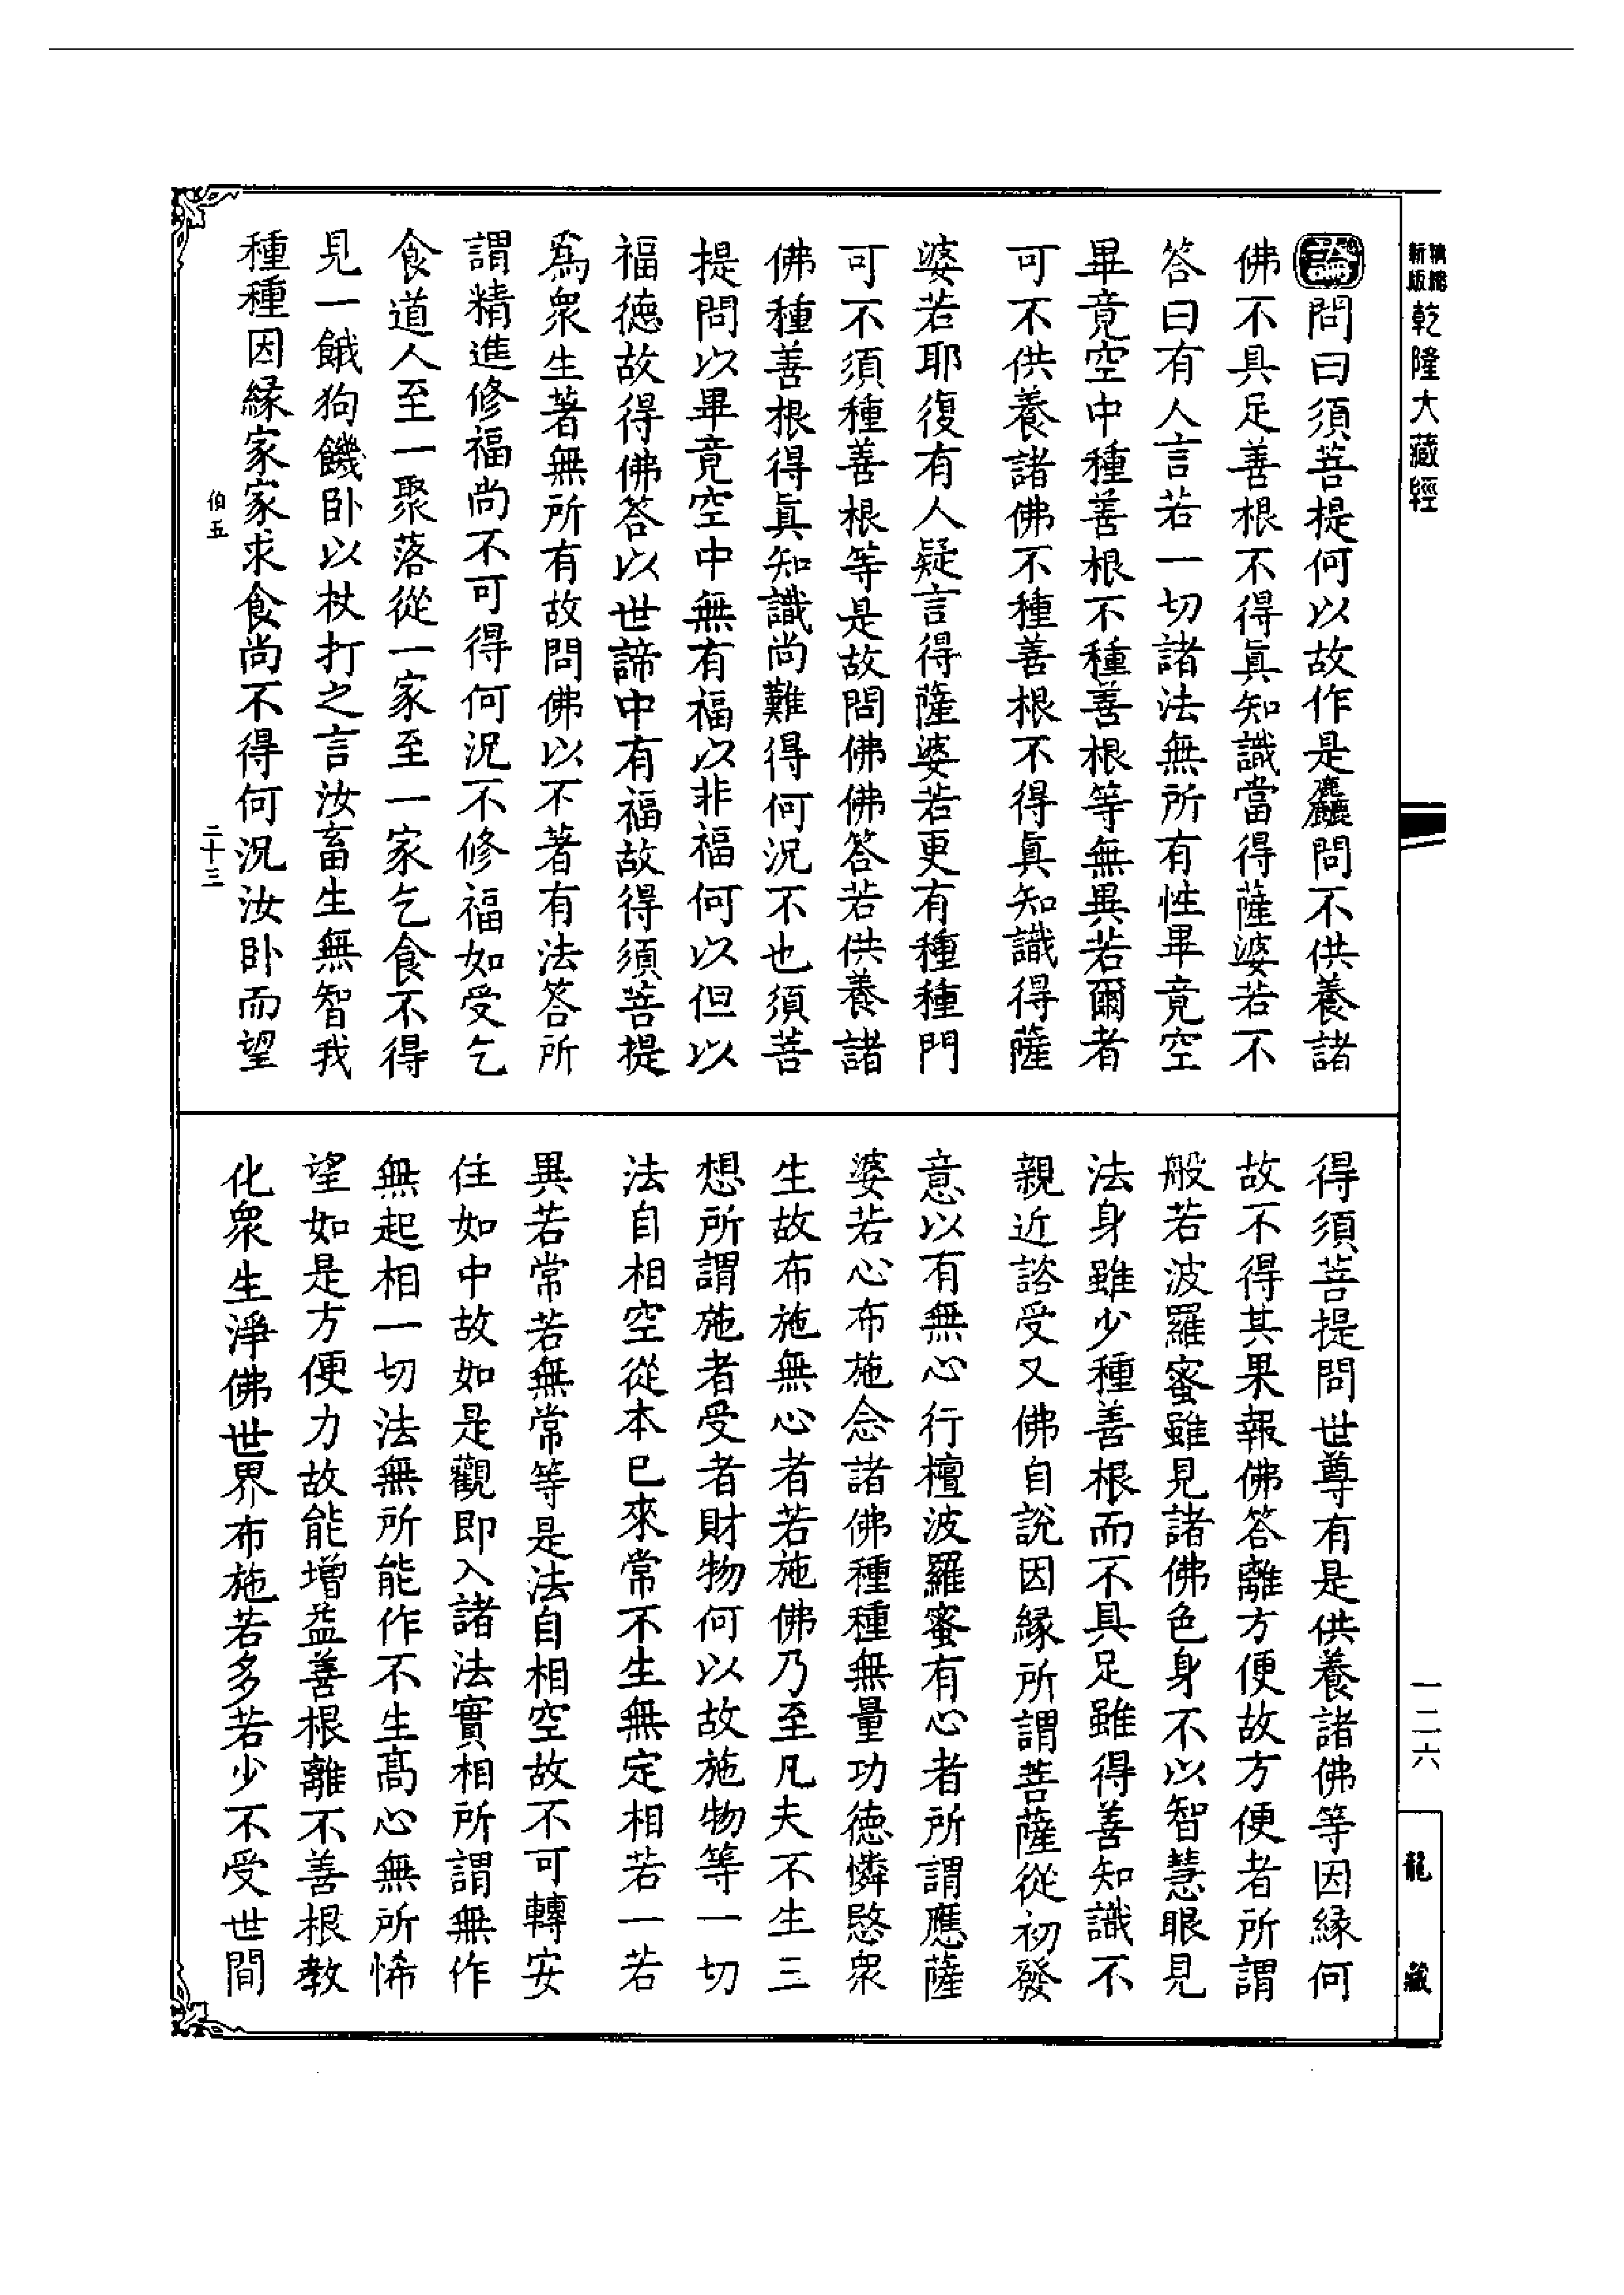 精縮新版
乾隆大藏經
一二六
龍藏
論問曰須菩提何以故作是麤問不供養諸
佛不具足善根不得眞知識當得薩婆若不
答曰有人言若一切諸法無所有性畢竟空
畢竟空中種善根不種善根等無異若爾者
可不供養諸佛不種善根不得眞知識得薩
婆若耶復有人疑言得薩婆若更有種種門
可不須種善根等是故問佛佛答若供養諸
佛種善根得眞知識尚難得何況不也須菩
提問以畢竟空中無有福以非福何以但以
福德故得佛答以世諦中有福故得須菩提
爲衆生著無所有故問佛以不著有法答所
謂精進修福尚不可得何況不修福如受乞
食道人至一聚落從一家至一家乞食不得
見一餓狗饑臥以杖打之言汝畜生無智我
種種因緣家家求食尚不得何況汝臥而望
伯五
二十三
得須菩提問世尊有是供養諸佛等因緣何
故不得其果報佛答離方便故方便者所謂
般若波羅蜜雖見諸佛色身不以智慧眼見
法身雖少種善根而不具足雖得善知識不
親近諮受又佛自說因緣所謂菩薩從初發
意以有無心行檀波羅蜜有心者所謂應薩
婆若心布施念諸佛種種無量功德憐愍衆
生故布施無心者若施佛乃至凡夫不生三
想所謂施者受者財物何以故施物等一切
法自相空從本已來常不生無定相若一若
異若常若無常等是法自相空故不可轉安
住如中故如是觀即入諸法實相所謂無作
無起相一切法無所能作不生高心無所悕
望如是方便力故能增益善根離不善根教
化衆生淨佛世界布施若多若少不受世間